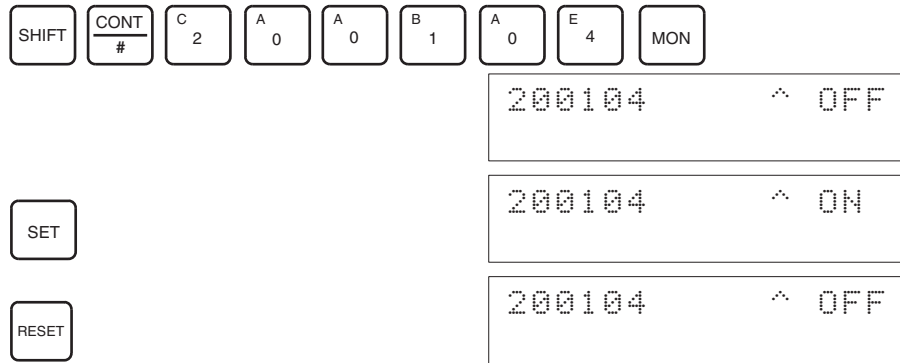 SHIFT CONT # C 2 A 0 A 0 B 1 A 0 E 4 MON
200104 ^ OFF
SET 200104 ^ ON
RESET 200104 ^ OFF